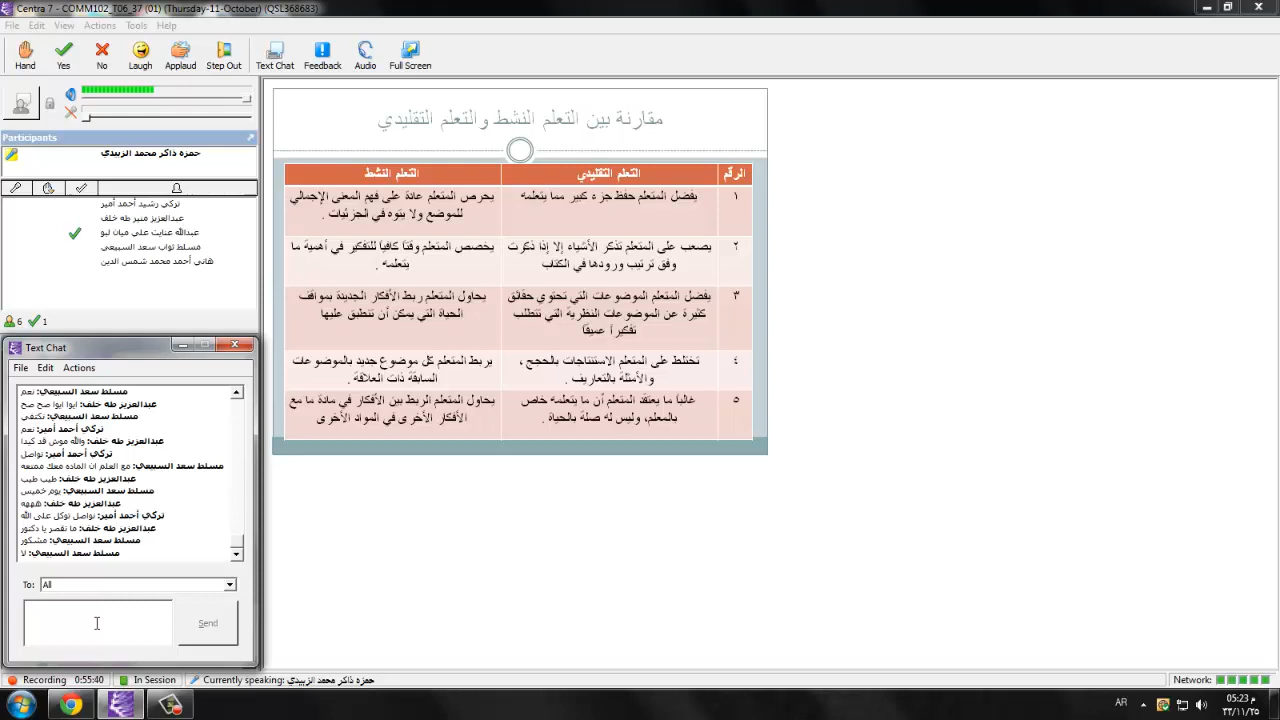 Centra 7 - COMM102_T06_37 (01) (Thursday-11-October) (QSL368683)
File Edit View Actions Tools Help
Hand Yes No Laugh Applaud Step Out Text Chat Feedback Audio Full Screen
Participants
حمزه ذاكر محمد الزبيدي
تركي رشيد أحمد أمير
عبدالعزيز منير طه خلف
عبدالله عنايت علي ميان ليو
مسلط ثواب سعد السبيعي
هاني أحمد محمد شمس الدين
6 1
Text Chat
File Edit Actions
مسلط سعد السبيعي: نعم
عبدالعزيز طه خلف: ايوا ايوا صح صح
مسلط سعد السبيعي: تكتفي
تركي أحمد أمير: نعم
عبدالعزيز طه خلف: والله موش قد كيدا
تركي أحمد أمير: نواصل
مسلط سعد السبيعي: مع العلم ان الماده معك ممتعه
عبدالعزيز طه خلف: طيب طيب
مسلط سعد السبيعي: يوم خميس
عبدالعزيز طه خلف: هههه
تركي أحمد أمير: نواصل توكل على الله
عبدالعزيز طه خلف: ما تقصر يا دكتور
مسلط سعد السبيعي: مشكور
مسلط سعد السبيعي: لا
To: All
Send
مقارنة بين التعلم النشط والتعلم التقليدي
الرقم التعلم التقليدي التعلم النشط
١ يفضل المتعلم حفظ جزء كبير مما يتعلمه
يحرص المتعلم عادة على فهم المعنى الإجمالي
للموضع ولا يتوه في الجزئيات .
٢ يصعب على المتعلم تذكر الأشياء إلا إذا ذكرت
وفق ترتيب ورودها في الكتاب
يخصص المتعلم وقتاً كافياً للتفكير في أهمية ما
يتعلمه .
٣ يفضل المتعلم الموضوعات التي تحتوي حقائق
كثيرة عن الموضوعات النظرية التي تتطلب
تفكيراً عميقاً
يحاول المتعلم ربط الأفكار الجديدة بمواقف
الحياة التي يمكن أن تنطبق عليها
٤ تختلط على المتعلم الاستنتاجات بالحجج ،
والأمثلة بالتعاريف .
يربط المتعلم كل موضوع جديد بالموضوعات
السابقة ذات العلاقة .
٥ غالباً ما يعتقد المتعلم أن ما يتعلمه خاص
بالمعلم، وليس له صلة بالحياة .
يحاول المتعلم الربط بين الأفكار في مادة ما مع
الأفكار الأخرى في المواد الأخرى
Recording 0:55:40 In Session Currently speaking: حمزه ذاكر محمد الزبيدي Network:
AR
05:23 م
٣٣/١١/٢٥